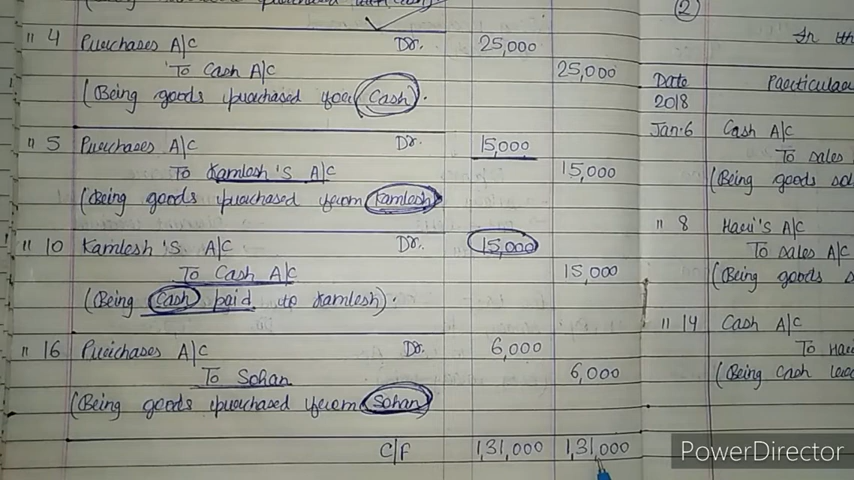 " 4 Purchases A/C Dr. 25,000
To Cash A/C 25,000
(Being goods purchased for Cash).
" 5 Purchases A/C Dr. 15,000
To Kamlesh'S A/C 15,000
(Being goods purchased from Kamlesh)
" 10 Kamlesh'S A/C Dr. 15,000
To Cash A/C 15,000
(Being Cash paid to Kamlesh).
" 16 Purchases A/C Dr. 6,000
To Sohan 6,000
(Being goods purchased from Sohan)
C/F 1,31,000 1,31,000
2
In
Date
2018
Jan.6 Cash A/C
To Sales
(Being goods
" 8 Hari's A/C
To Sales A/C
(Being goods
" 14 Cash A/C
To
(Being Cash
PowerDirector